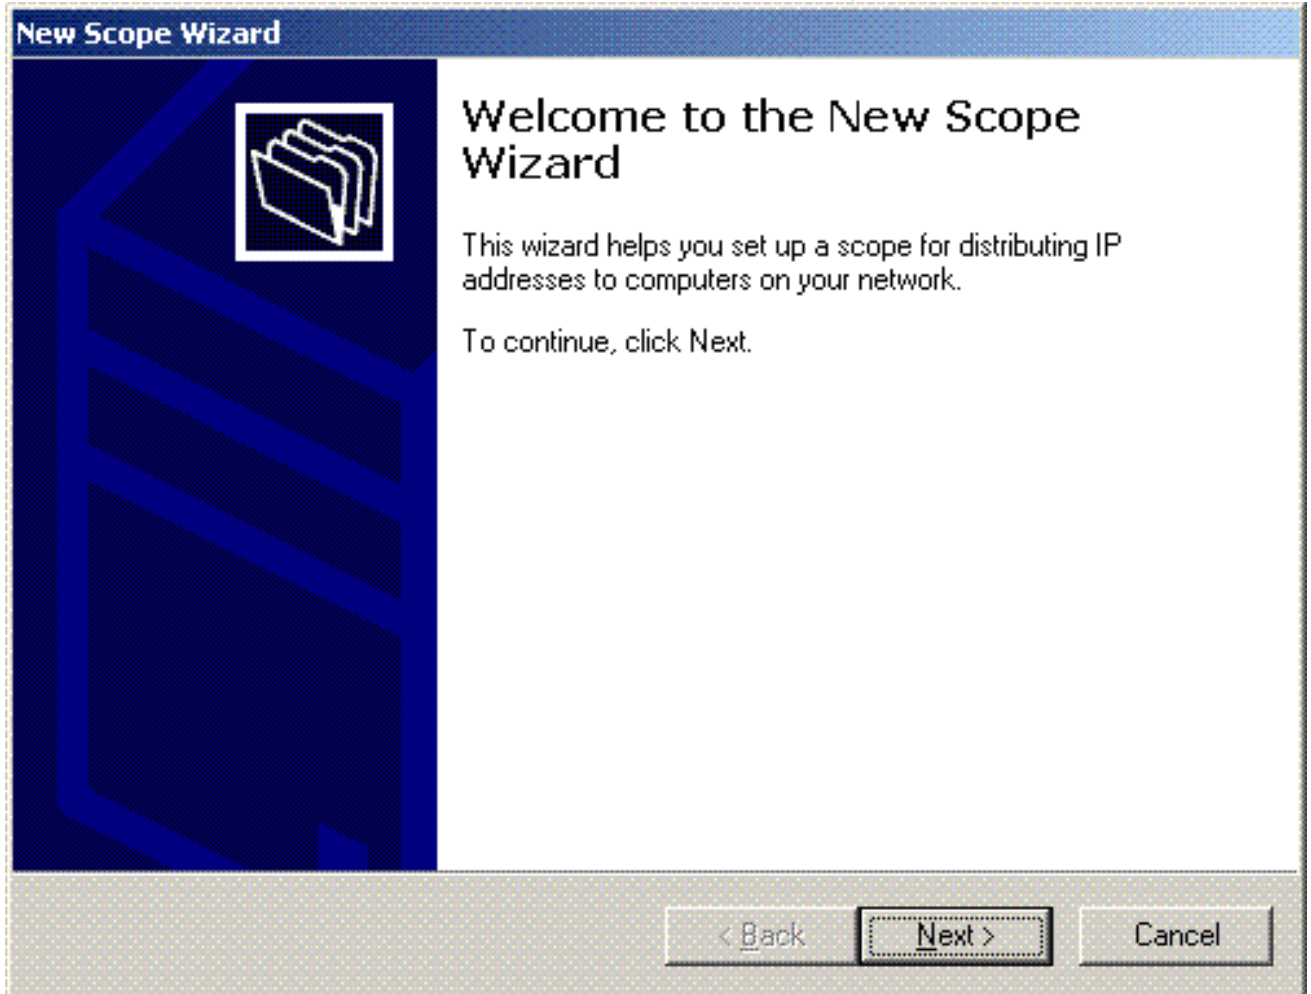 New Scope Wizard
Welcome to the New Scope
Wizard
This wizard helps you set up a scope for distributing IP
addresses to computers on your network.
To continue, click Next.
< Back
Next >
Cancel